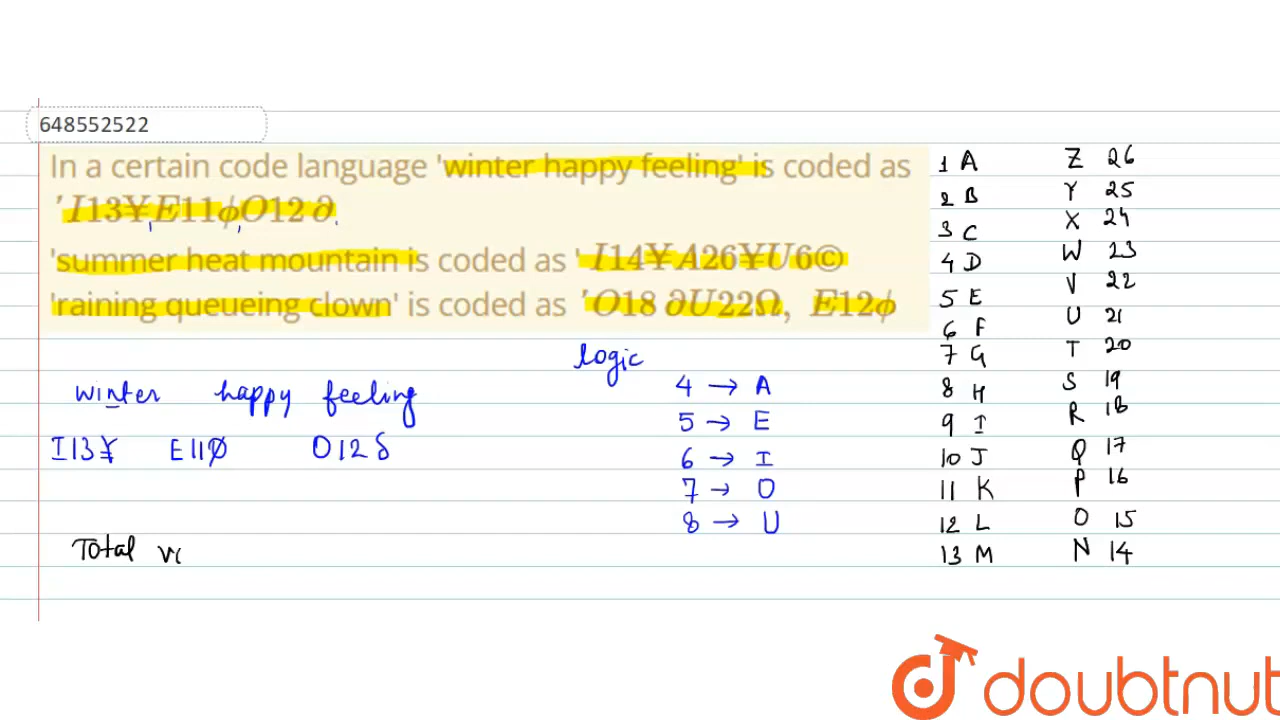 648552522
In a certain code language 'winter happy feeling' is coded as
'I13¥E11ϕO12 ∂
'summer heat mountain is coded as ' I14¥A26¥U6©
'raining queueing clown' is coded as 'O18 ∂U22Ω, E12ϕ
logic
winter happy feeling
I13¥ E11ϕ O12 δ
4 → A
5 → E
6 → I
7 → O
8 → U
Total
1 A Z 26
2 B Y 25
3 C X 24
4 D W 23
5 E V 22
6 F U 21
7 G T 20
8 H S 19
9 I R 18
10 J Q 17
11 K P 16
12 L O 15
13 M N 14
doubtnut